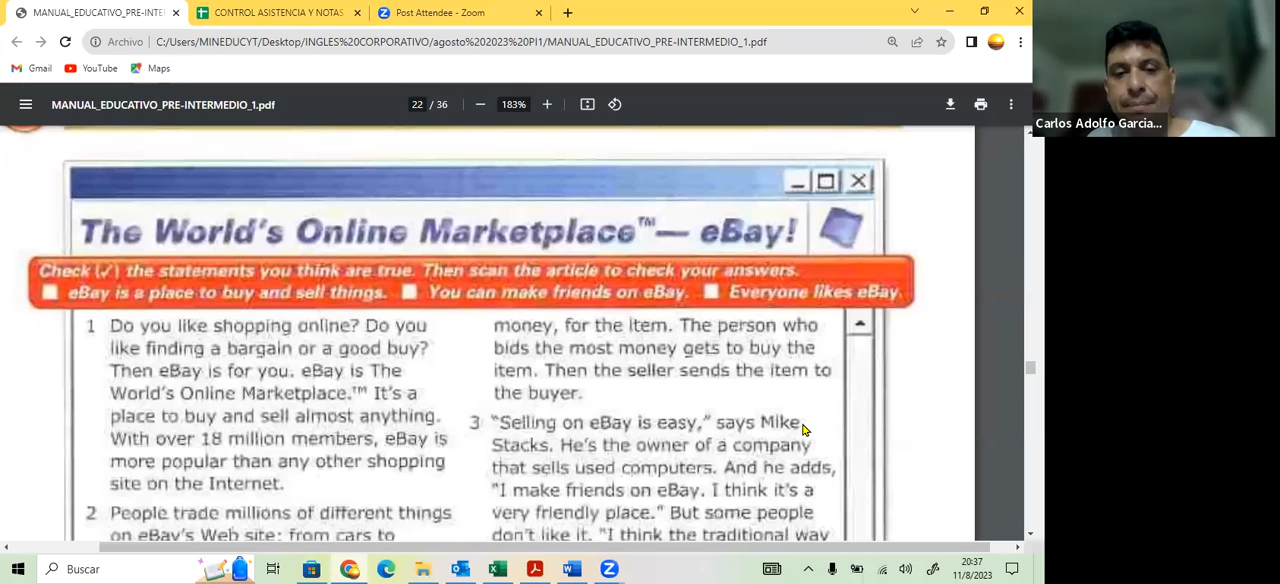 MANUAL_EDUCATIVO_PRE-INTER
CONTROL ASISTENCIA Y NOTAS
Post Attendee - Zoom
Archivo
C:/Users/MINEDUCYT/Desktop/INGLES%20CORPORATIVO/agosto%202023%20PI1/MANUAL_EDUCATIVO_PRE-INTERMEDIO_1.pdf
Gmail
YouTube
Maps
MANUAL_EDUCATIVO_PRE-INTERMEDIO_1.pdf
22 / 36
183%
Carlos Adolfo Garcia...
The World's Online Marketplace™— eBay!
Check (✓) the statements you think are true. Then scan the article to check your answers.
eBay is a place to buy and sell things.
You can make friends on eBay.
Everyone likes eBay.
1 Do you like shopping online? Do you
like finding a bargain or a good buy?
Then eBay is for you. eBay is The
World's Online Marketplace.™ It's a
place to buy and sell almost anything.
With over 18 million members, eBay is
more popular than any other shopping
site on the Internet.
2 People trade millions of different things
on eBay's Web site: from cars to
money, for the item. The person who
bids the most money gets to buy the
item. Then the seller sends the item to
the buyer.
3 "Selling on eBay is easy," says Mike
Stacks. He's the owner of a company
that sells used computers. And he adds,
"I make friends on eBay. I think it's a
very friendly place." But some people
don't like it. "I think the traditional way
Buscar
20:37
11/8/2023